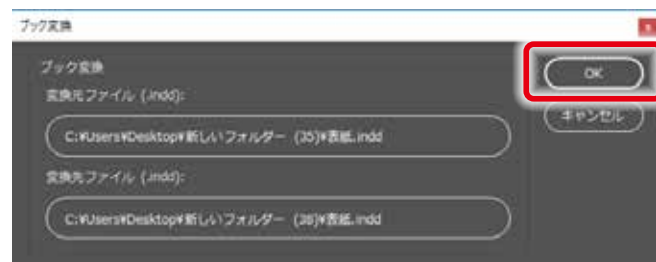 ブック変換
ブック変換
変換元ファイル (.indd):
C:¥Users¥Desktop¥新しいフォルダー (35)¥表紙.indd
変換先ファイル (.indd):
C:¥Users¥Desktop¥新しいフォルダー (38)¥表紙.indd
OK
キャンセル